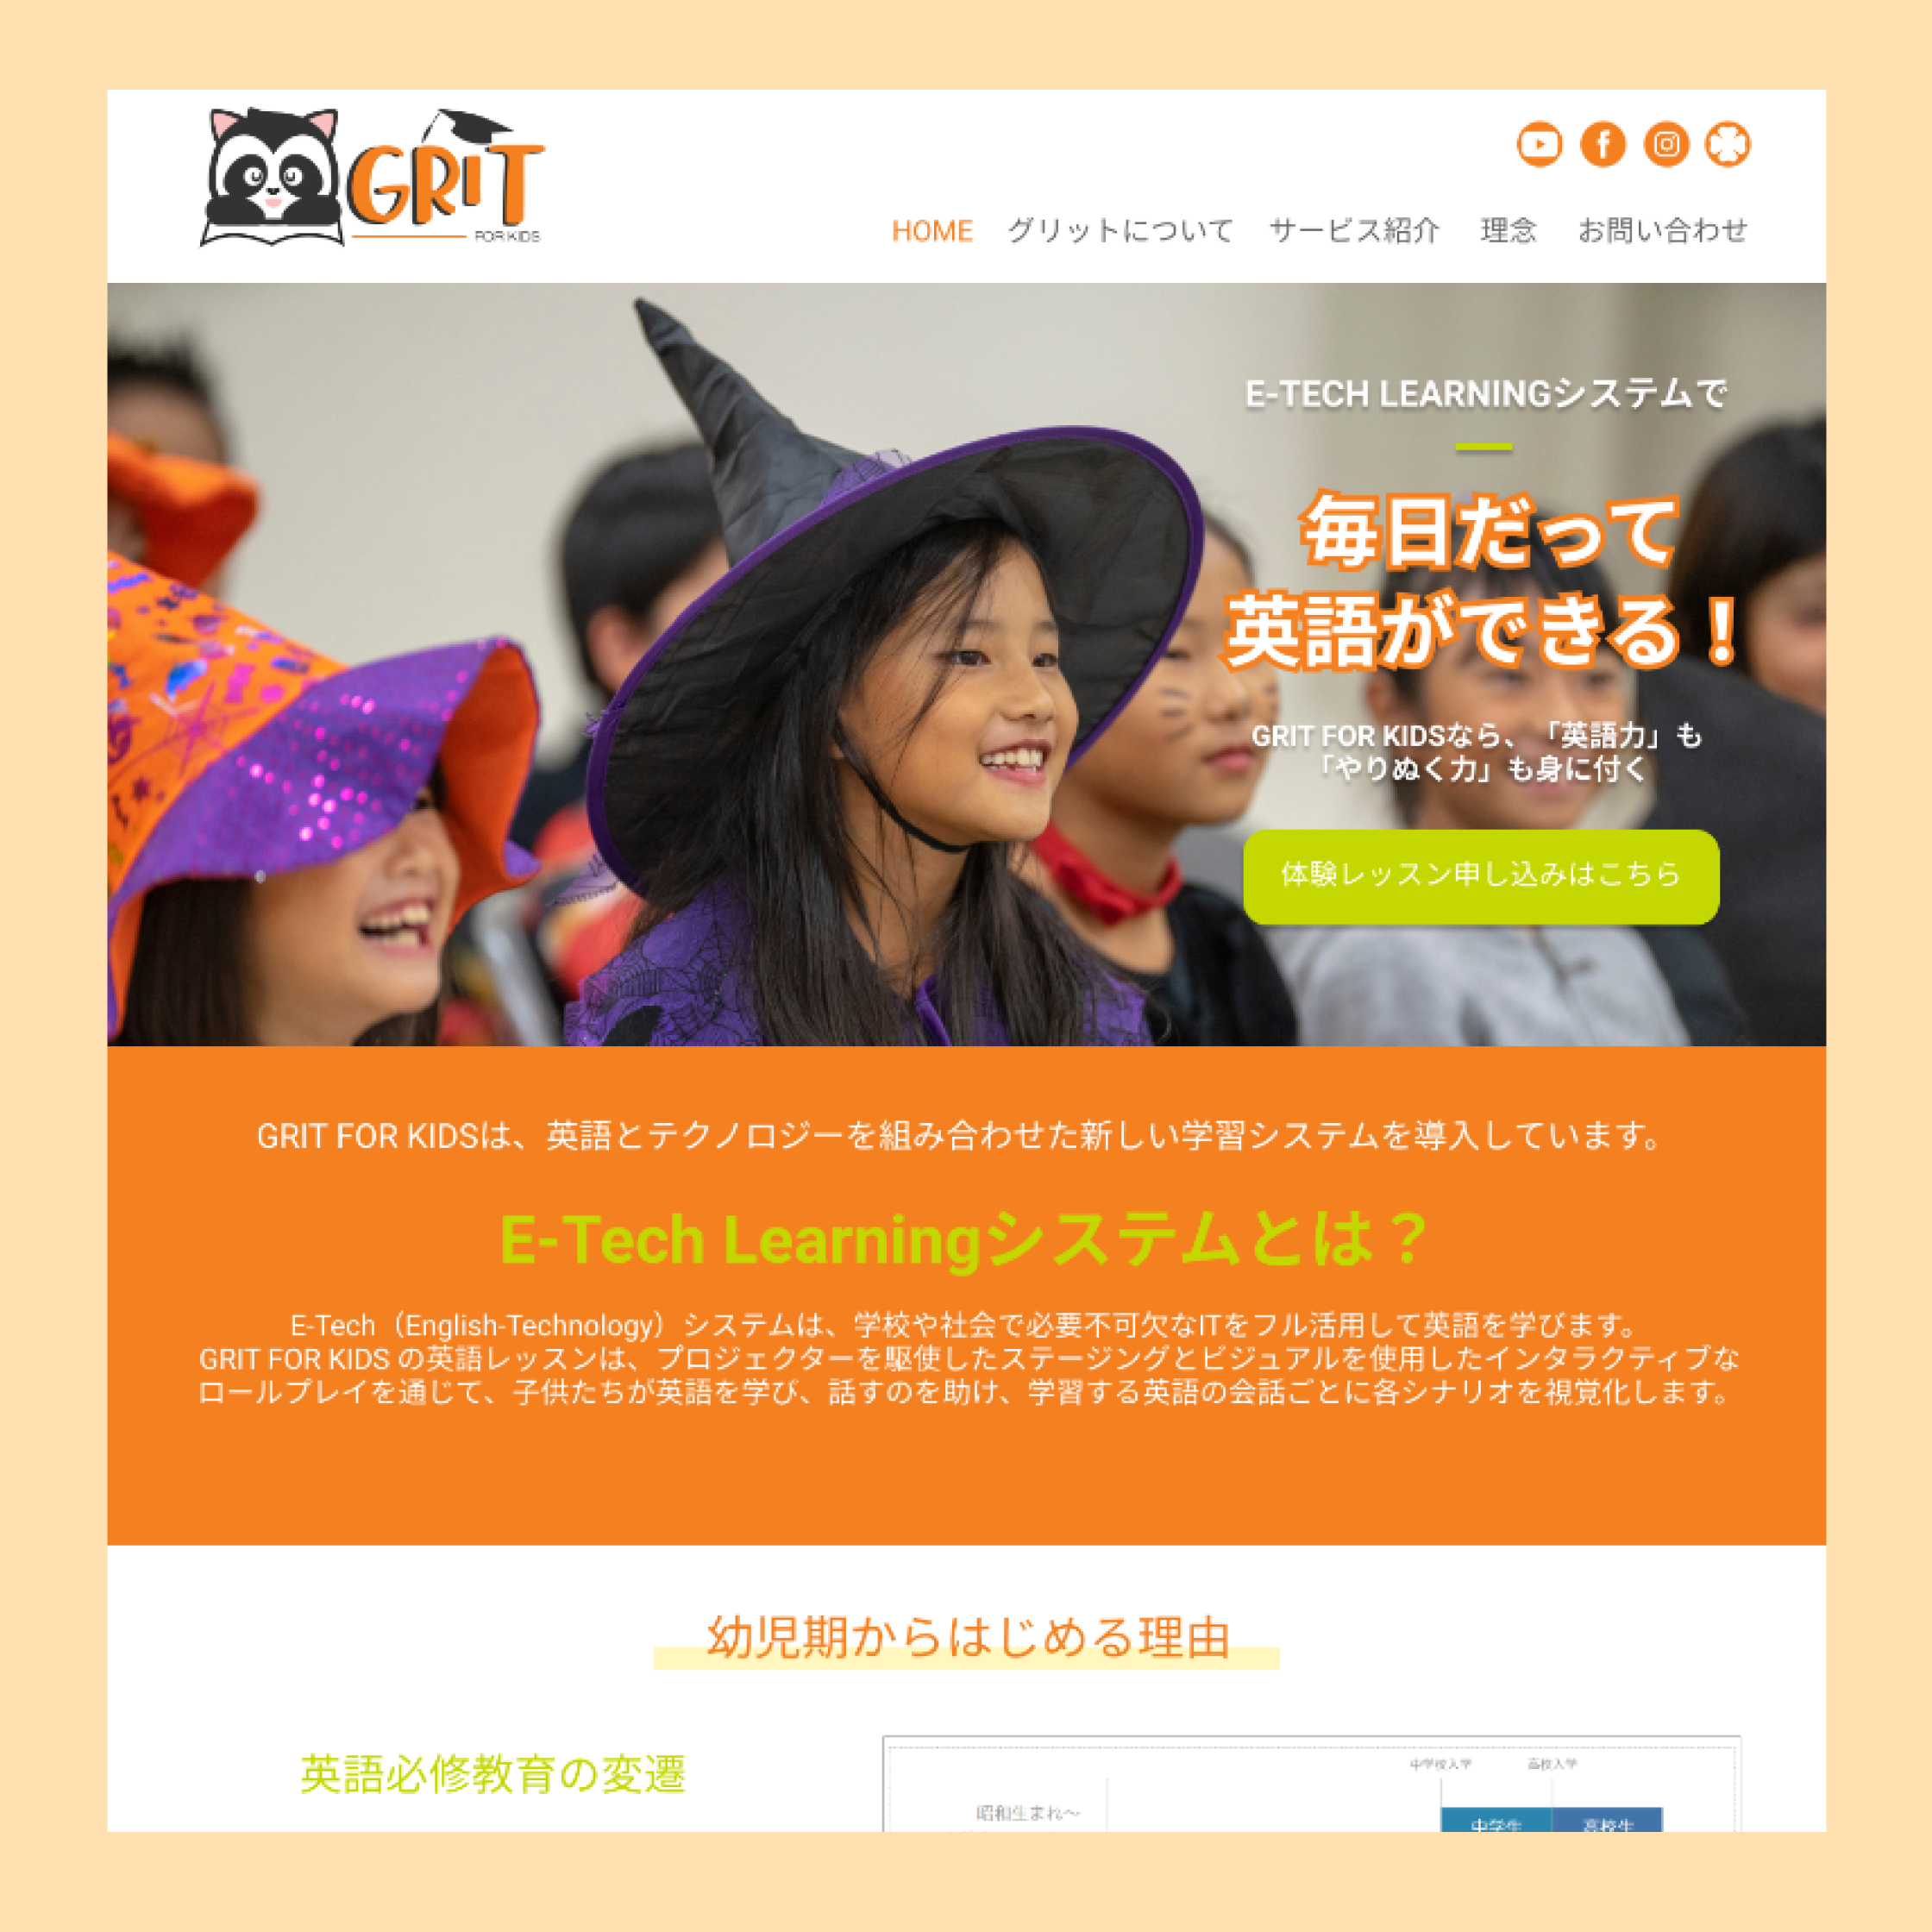 GRIT
FOR KIDS
HOME グリットについて サービス紹介 理念 お問い合わせ
E-TECH LEARNINGシステムで
毎日だって
英語ができる！
GRIT FOR KIDSなら、「英語力」も
「やりぬく力」も身に付く
体験レッスン申し込みはこちら
GRIT FOR KIDSは、英語とテクノロジーを組み合わせた新しい学習システムを導入しています。
E-Tech Learningシステムとは？
E-Tech（English-Technology）システムは、学校や社会で必要不可欠なITをフル活用して英語を学びます。
GRIT FOR KIDS の英語レッスンは、プロジェクターを駆使したステージングとビジュアルを使用したインタラクティブな
ロールプレイを通じて、子供たちが英語を学び、話すのを助け、学習する英語の会話ごとに各シナリオを視覚化します。
幼児期からはじめる理由
英語必修教育の変遷
中学校入学 高校入学
昭和生まれ～
中学生 高校生